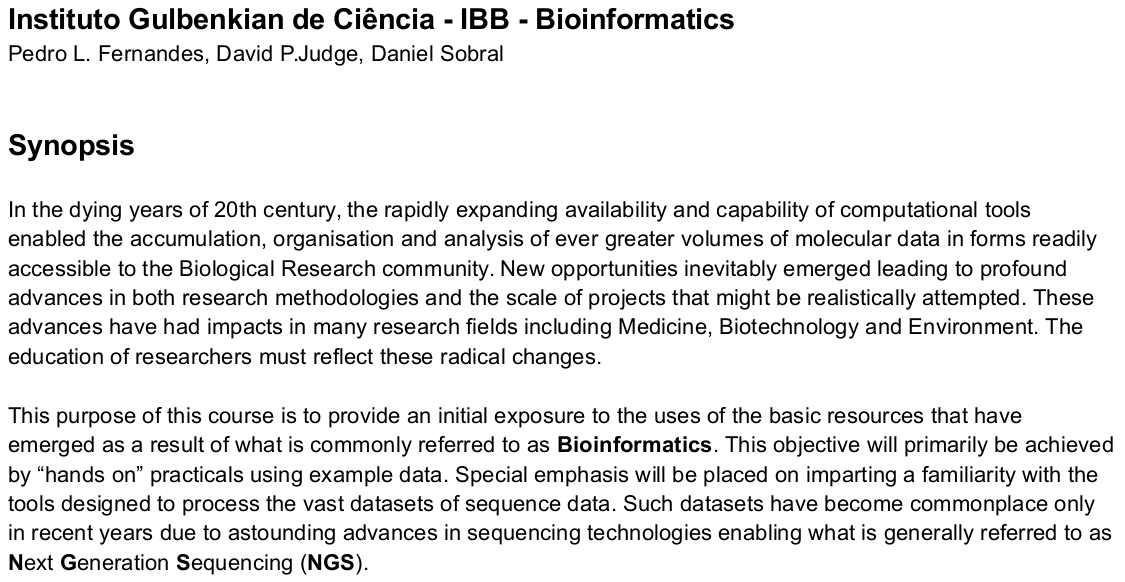 Instituto Gulbenkian de Ciência - IBB - Bioinformatics
Pedro L. Fernandes, David P.Judge, Daniel Sobral
Synopsis
In the dying years of 20th century, the rapidly expanding availability and capability of computational tools
enabled the accumulation, organisation and analysis of ever greater volumes of molecular data in forms readily
accessible to the Biological Research community. New opportunities inevitably emerged leading to profound
advances in both research methodologies and the scale of projects that might be realistically attempted. These
advances have had impacts in many research fields including Medicine, Biotechnology and Environment. The
education of researchers must reflect these radical changes.
This purpose of this course is to provide an initial exposure to the uses of the basic resources that have
emerged as a result of what is commonly referred to as Bioinformatics. This objective will primarily be achieved
by “hands on” practicals using example data. Special emphasis will be placed on imparting a familiarity with the
tools designed to process the vast datasets of sequence data. Such datasets have become commonplace only
in recent years due to astounding advances in sequencing technologies enabling what is generally referred to as
Next Generation Sequencing (NGS).